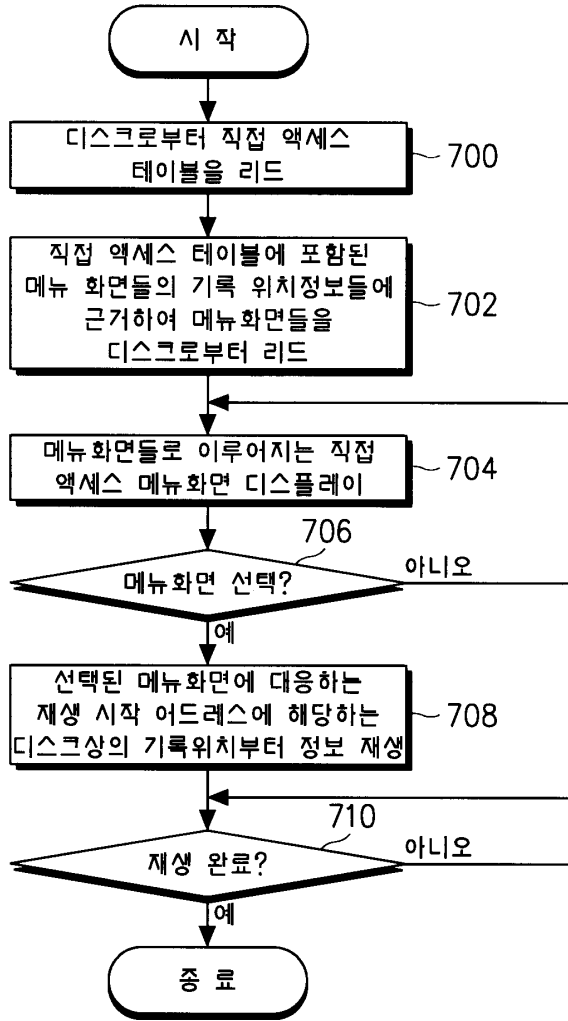 시 작
디스크로부터 직접 액세스
테이블을 리드
700
직접 액세스 테이블에 포함된
메뉴 화면들의 기록 위치정보들에
근거하여 메뉴화면들을
디스크로부터 리드
702
메뉴화면들로 이루어지는 직접
액세스 메뉴화면 디스플레이
704
706
메뉴화면 선택?
아니오
예
선택된 메뉴화면에 대응하는
재생 시작 어드레스에 해당하는
디스크상의 기록위치부터 정보 재생
708
710
재생 완료?
아니오
예
종 료